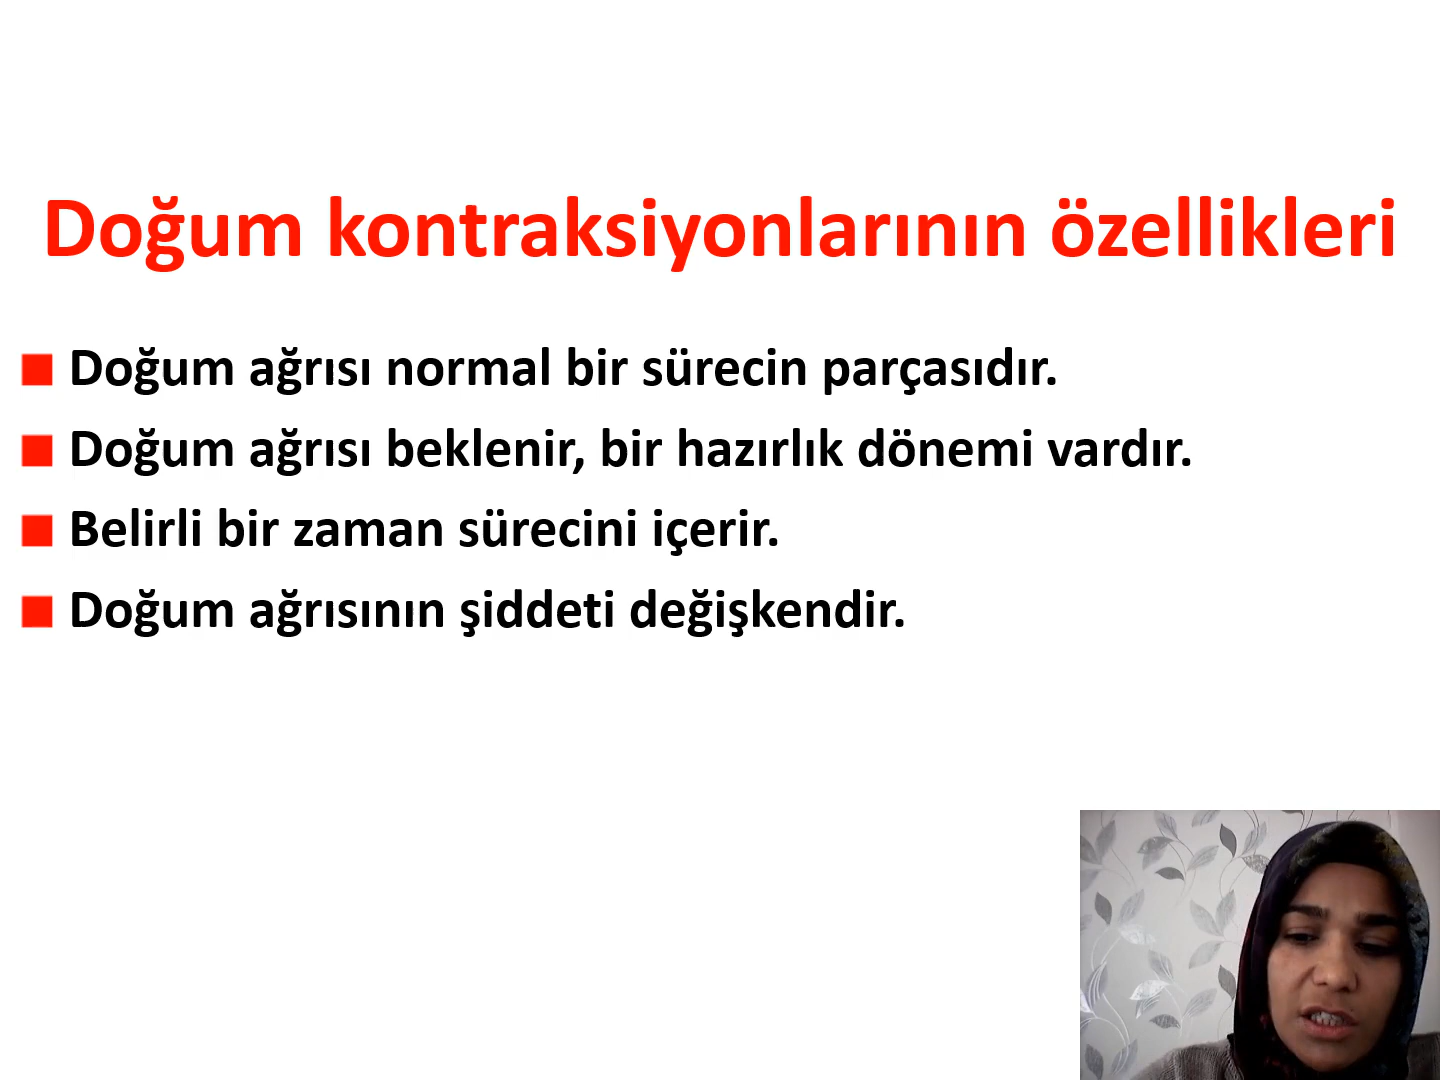 Doğum kontraksiyonlarının özellikleri
Doğum ağrısı normal bir sürecin parçasıdır.
Doğum ağrısı beklenir, bir hazırlık dönemi vardır.
Belirli bir zaman sürecini içerir.
Doğum ağrısının şiddeti değişkendir.